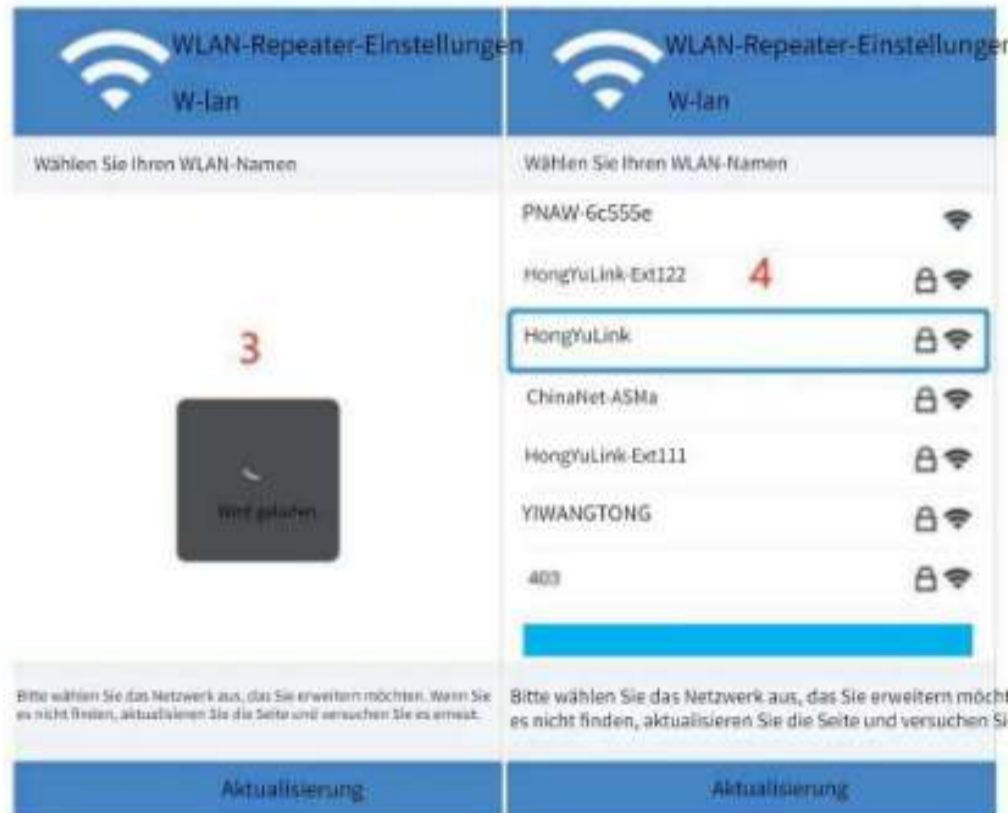 WLAN-Repeater-Einstellungen
W-lan
Wählen Sie Ihren WLAN-Namen
3
Wird geladen
Bitte wählen Sie das Netzwerk aus, das Sie erweitern möchten. Wenn Sie
es nicht finden, aktualisieren Sie die Seite und versuchen Sie es erneut.
Aktualisierung
WLAN-Repeater-Einstellungen
W-lan
Wählen Sie Ihren WLAN-Namen
PNAW-6c555e
HongYuLink-Ext122
4
HongYuLink
ChinaNet-ASMa
HongYuLink-Ext111
YIWANGTONG
403
Bitte wählen Sie das Netzwerk aus, das Sie erweitern möcht
es nicht finden, aktualisieren Sie die Seite und versuchen Si
Aktualisierung